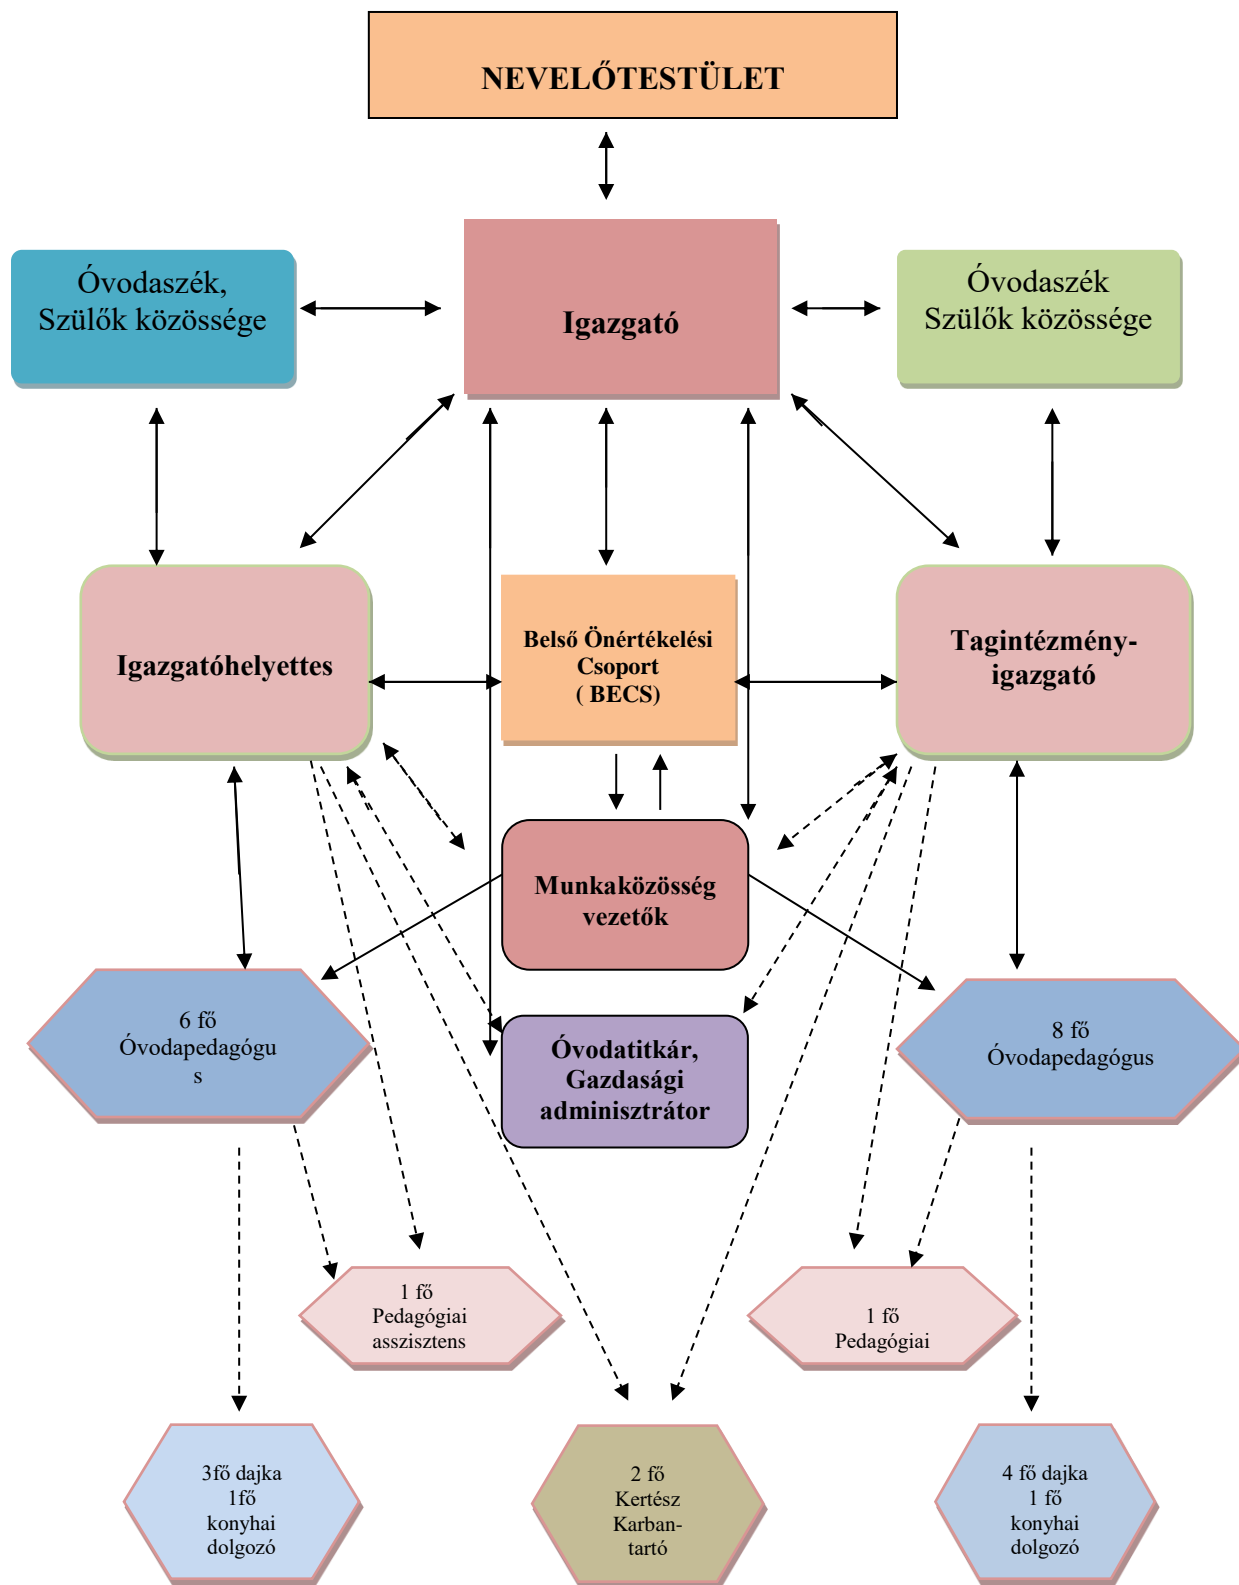 NEVELŐTESTÜLET
Óvodaszék,
Szülők közössége
Igazgató
Óvodaszék
Szülők közössége
Igazgatóhelyettes
Belső Önértékelési
Csoport
( BECS)
Tagintézmény-
igazgató
Munkaközösség
vezetők
6 fő
Óvodapedagógu
s
Óvodatitkár,
Gazdasági
adminisztrátor
8 fő
Óvodapedagógus
1 fő
Pedagógiai
asszisztens
1 fő
Pedagógiai
3fő dajka
1fő
konyhai
dolgozó
2 fő
Kertész
Karban-
tartó
4 fő dajka
1 fő
konyhai
dolgozó